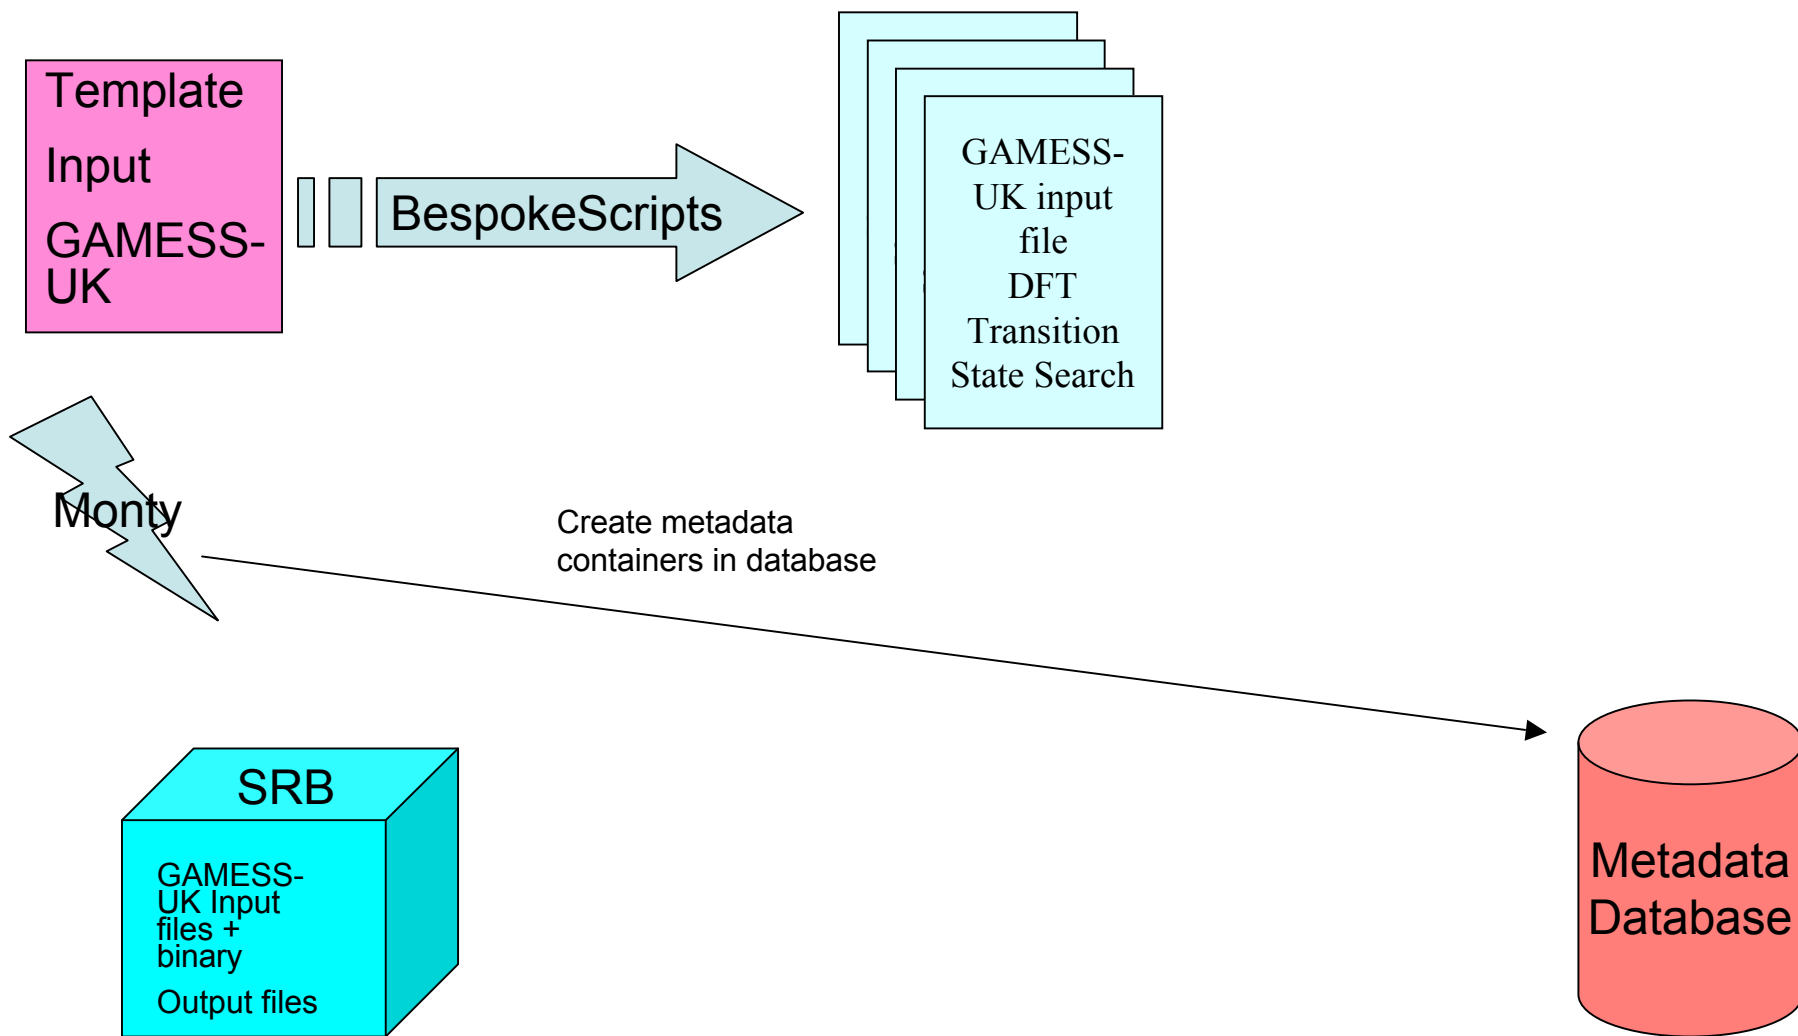 Template
Input
GAMESS-
UK
BespokeScripts
GAMESS-
UK input
file
DFT
Transition
State Search
Monty
Create metadata
containers in database
SRB
GAMESS-
UK Input
files +
binary
Output files
Metadata
Database